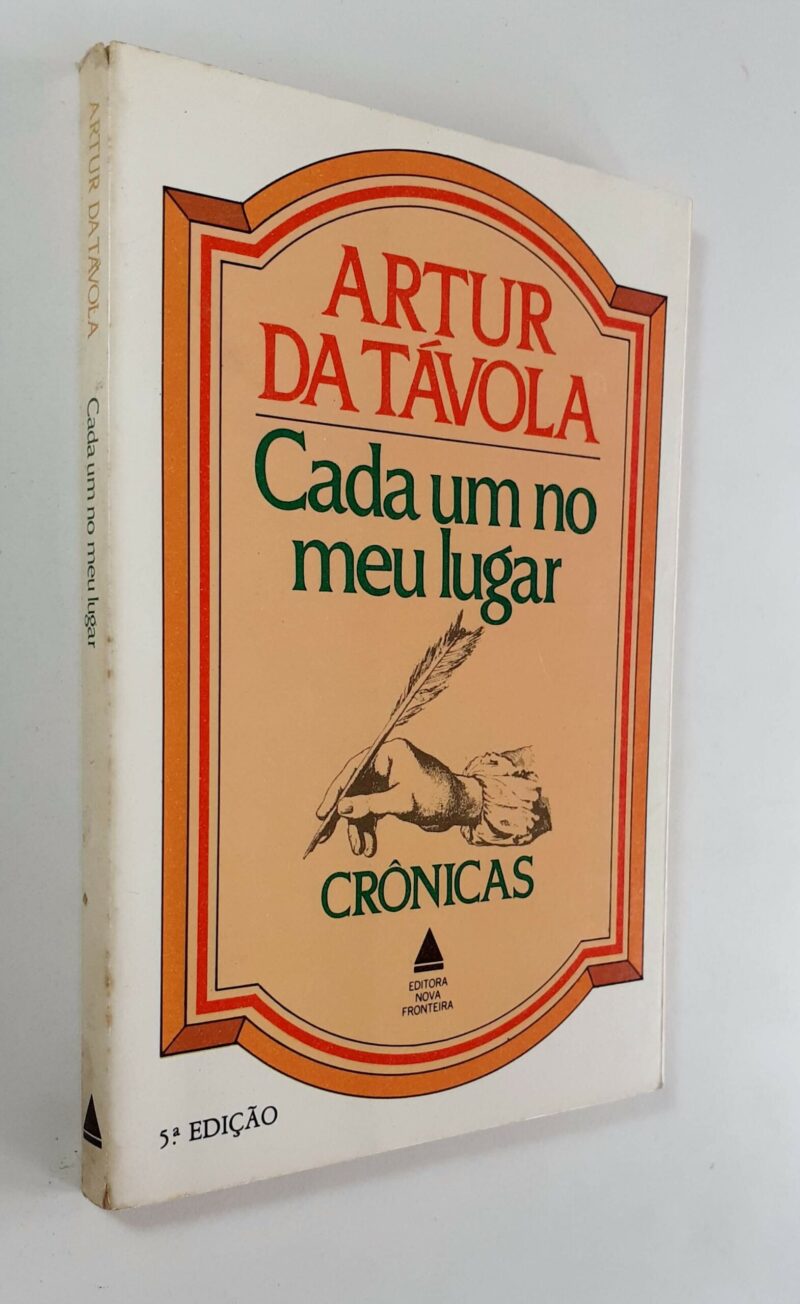 ARTUR DA TÁVOLA
Cada um no meu lugar
ARTUR
DA TÁVOLA
Cada um no
meu lugar
CRÔNICAS
EDITORA
NOVA
FRONTEIRA
5.ª EDIÇÃO